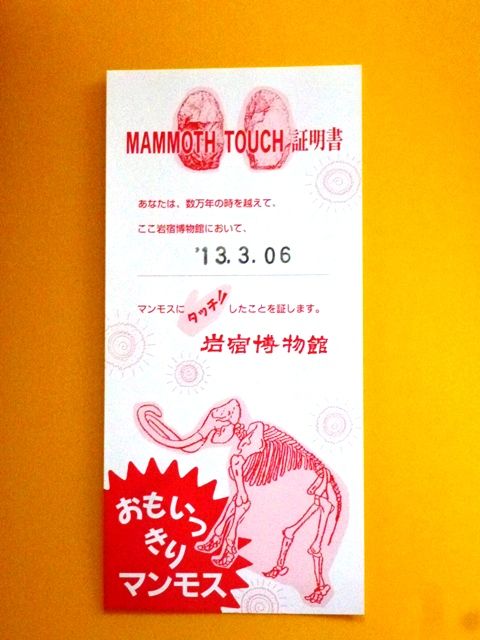 MAMMOTH TOUCH 証明書
あなたは、数万年の時を越えて、
ここ岩宿博物館において、
'13.3.06
マンモスにタッチ!!したことを証します。
岩宿博物館
おもいっ
きり
マンモス